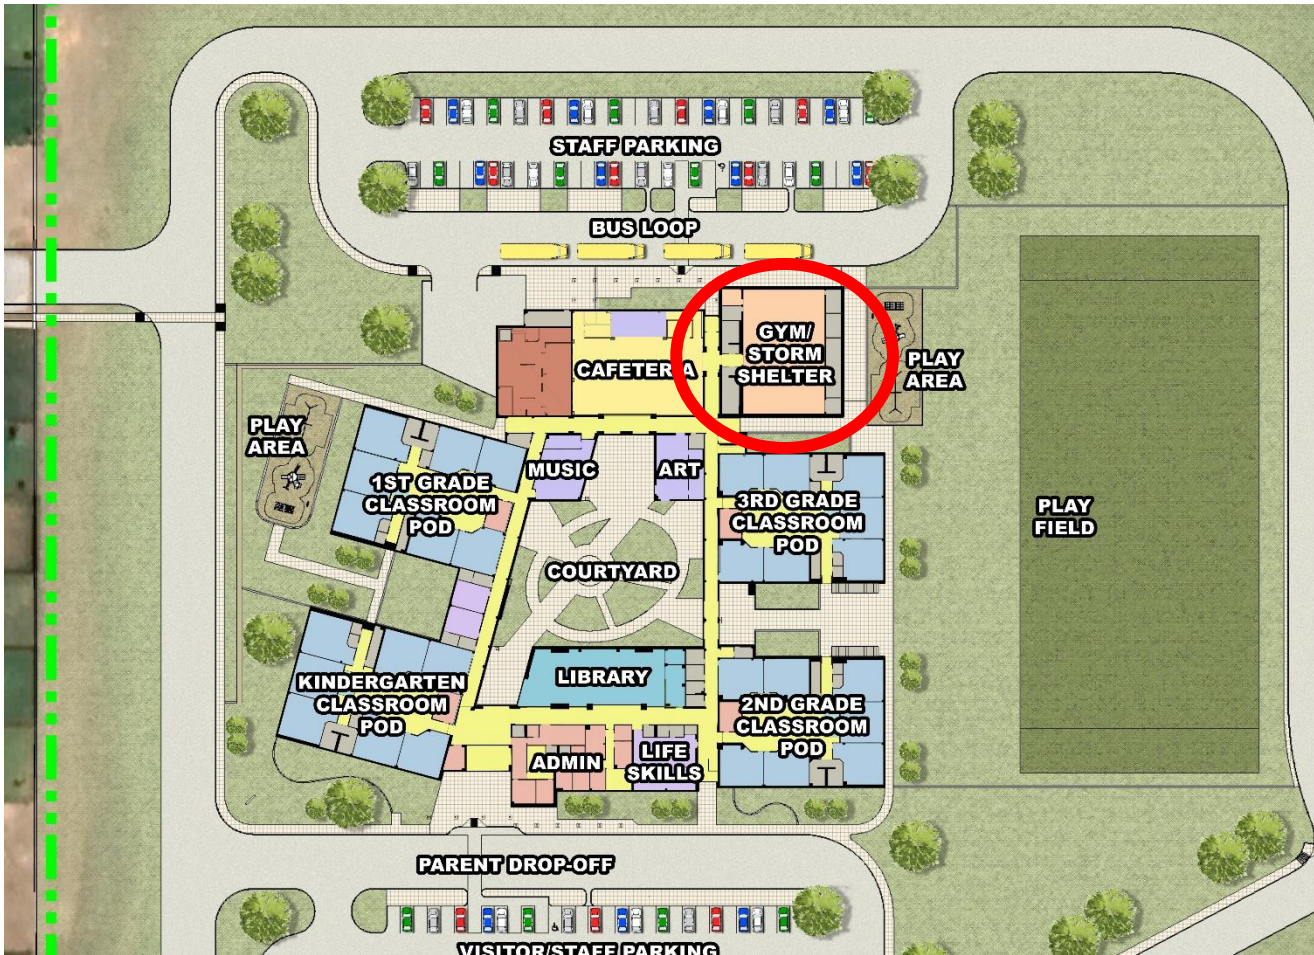 STAFF PARKING
BUS LOOP
GYM/
STORM
SHELTER
CAFETERIA
PLAY
AREA
PLAY
AREA
MUSIC
ART
1ST GRADE
CLASSROOM
POD
3RD GRADE
CLASSROOM
POD
PLAY
FIELD
COURTYARD
LIBRARY
KINDERGARTEN
CLASSROOM
POD
2ND GRADE
CLASSROOM
POD
ADMIN
LIFE
SKILLS
PARENT DROP-OFF
VISITOR/STAFF PARKING